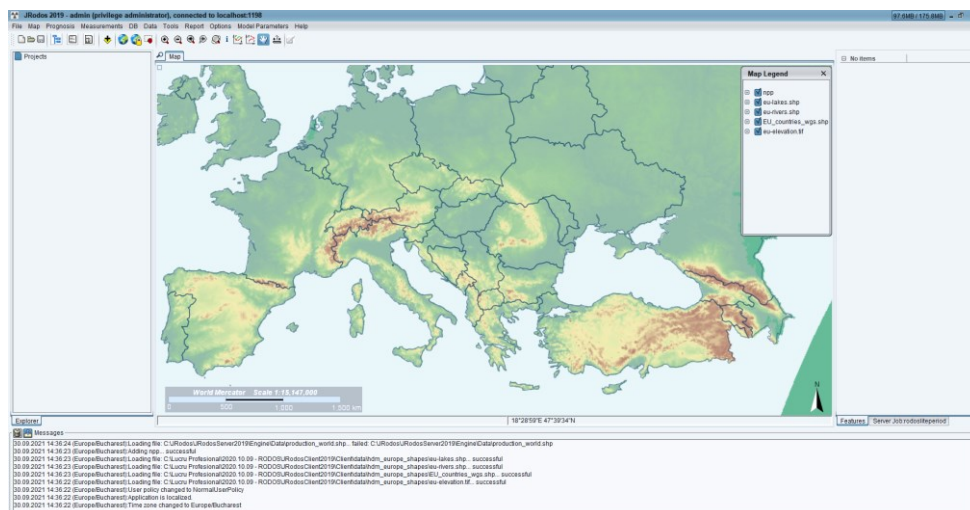 JRodos 2019 - admin (privilege administrator), connected to localhost:1198
97.6MB / 175.8MB
File Map Prognosis Measurements DB Data Tools Report Options Model Parameters Help
Projects
Map
No items
Map Legend
npp
eu-lakes.shp
eu-rivers.shp
EU_countries_wgs.shp
eu-elevation.tif
World Mercator Scale 1:15,147,000
0 500 1,000 1,500 km
N
18°28'59"E 47°39'34"N
Explorer
Features Server Job:rodosliteperiod
Messages
30.09.2021 14:36:24 (Europe/Bucharest):Loading file: C:\JRodos\JRodosServer2019\Engine\Data\production_world.shp... failed: C:\JRodos\JRodosServer2019\Engine\Data\production_world.shp
30.09.2021 14:36:23 (Europe/Bucharest):Adding npp... successful
30.09.2021 14:36:23 (Europe/Bucharest):Loading file: C:\Lucru Profesional\2020.10.09 - RODOS\JRodosClient2019\Clientdata\hdm_europe_shapes\eu-lakes.shp... successful
30.09.2021 14:36:23 (Europe/Bucharest):Loading file: C:\Lucru Profesional\2020.10.09 - RODOS\JRodosClient2019\Clientdata\hdm_europe_shapes\eu-rivers.shp... successful
30.09.2021 14:36:23 (Europe/Bucharest):Loading file: C:\Lucru Profesional\2020.10.09 - RODOS\JRodosClient2019\Clientdata\hdm_europe_shapes\EU_countries_wgs.shp... successful
30.09.2021 14:36:22 (Europe/Bucharest):Loading file: C:\Lucru Profesional\2020.10.09 - RODOS\JRodosClient2019\Clientdata\hdm_europe_shapes\eu-elevation.tif... successful
30.09.2021 14:36:22 (Europe/Bucharest):User policy changed to NormalUserPolicy
30.09.2021 14:36:22 (Europe/Bucharest):Application is localized.
30.09.2021 14:36:22 (Europe/Bucharest):Time zone changed to Europe/Bucharest